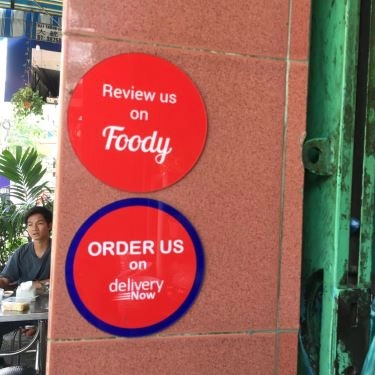 Review us
on
Foody
ORDER US
on
delivery
Now